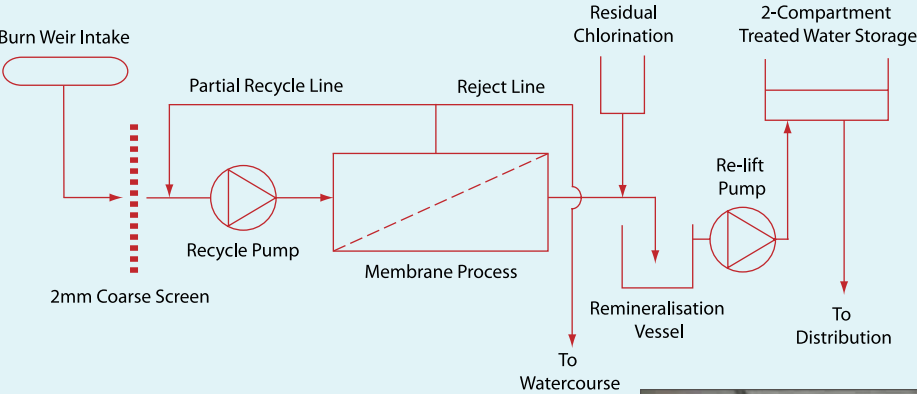 Burn Weir Intake
Residual
Chlorination
2-Compartment
Treated Water Storage
Partial Recycle Line
Reject Line
Re-lift
Pump
Recycle Pump
Membrane Process
2mm Coarse Screen
Remineralisation
Vessel
To
Distribution
To
Watercourse